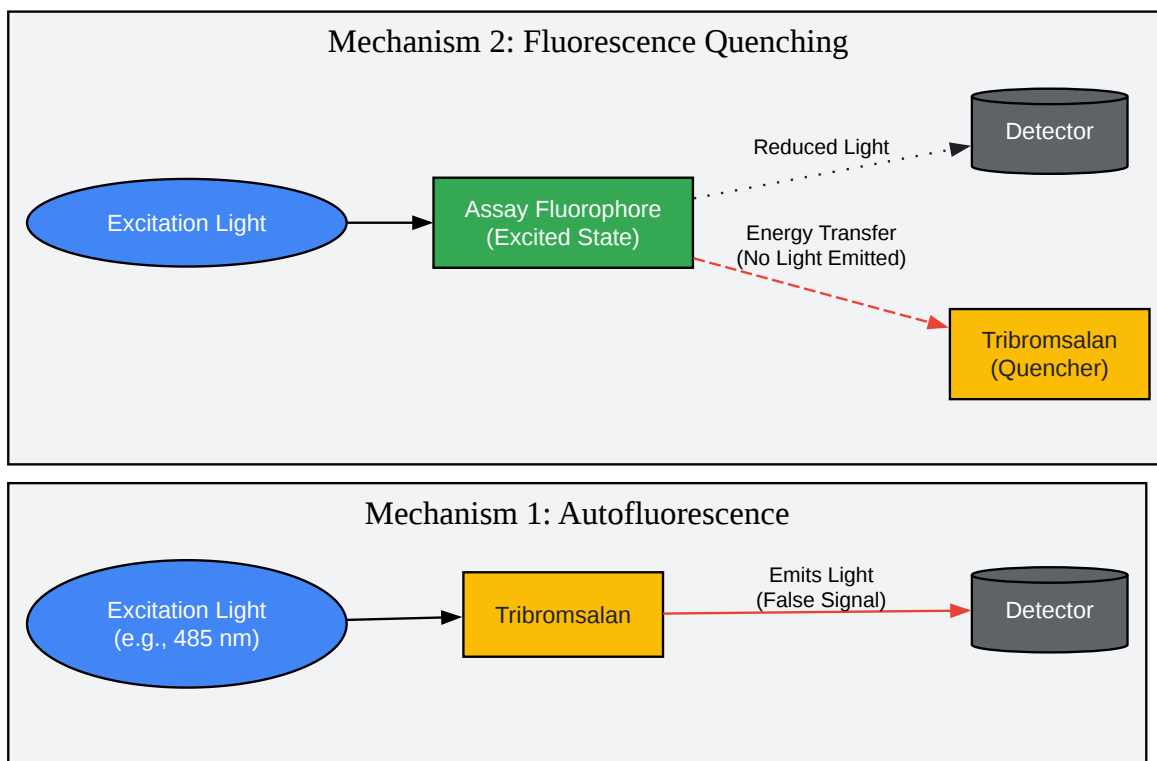 Mechanism 2: Fluorescence Quenching
Detector
Reduced Light
Excitation Light
Assay Fluorophore
(Excited State)
Energy Transfer
(No Light Emitted)
Tribromsalan
(Quencher)
Mechanism 1: Autofluorescence
Excitation Light
(e.g., 485 nm)
Tribromsalan
Emits Light
(False Signal)
Detector